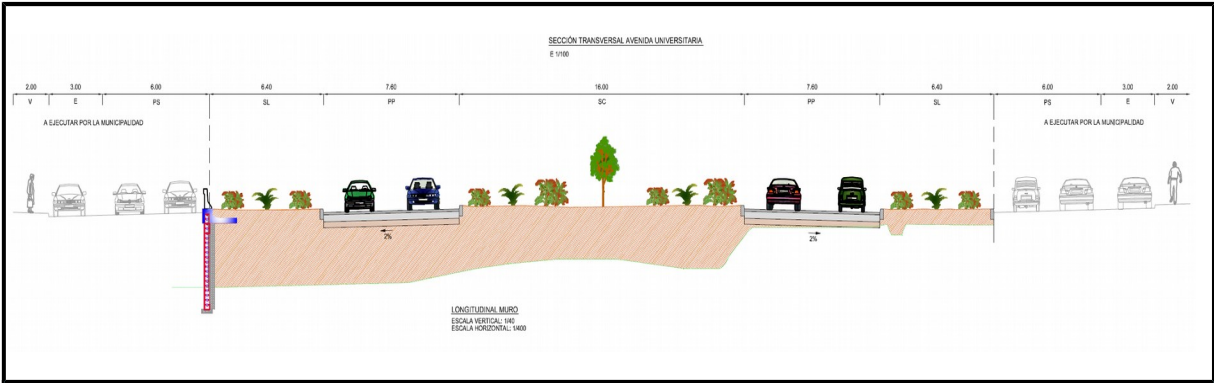 SECCIÓN TRANSVERSAL AVENIDA UNIVERSITARIA
E 1/100
2.00 3.00 6.00 6.40 7.60 16.00 7.60 6.40 6.00 3.00 2.00
V E PS SL PP SC PP SL PS E V
A EJECUTAR POR LA MUNICIPALIDAD A EJECUTAR POR LA MUNICIPALIDAD
2% 2%
LONGITUDINAL MURO
ESCALA VERTICAL: 1/40
ESCALA HORIZONTAL: 1/400